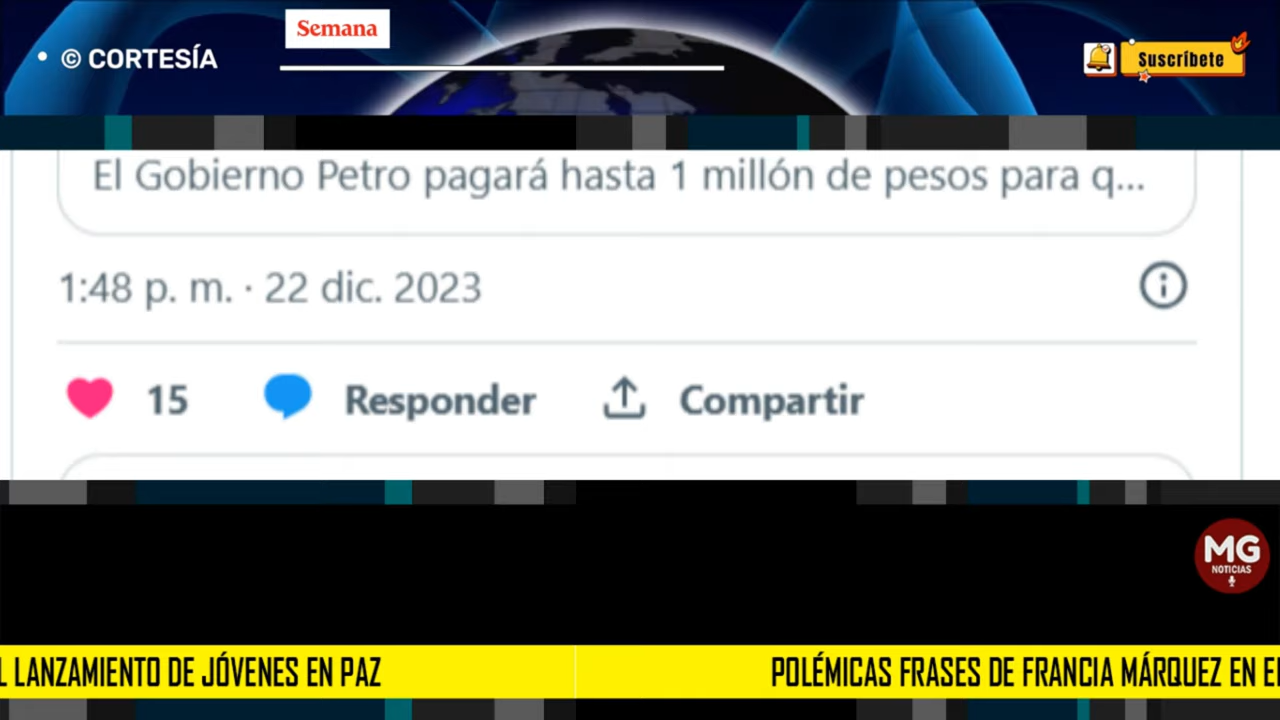 Semana
• © CORTESÍA
Suscríbete
El Gobierno Petro pagará hasta 1 millón de pesos para q...
1:48 p. m. · 22 dic. 2023
15 Responder Compartir
MG
NOTICIAS
L LANZAMIENTO DE JÓVENES EN PAZ POLÉMICAS FRASES DE FRANCIA MÁRQUEZ EN EL